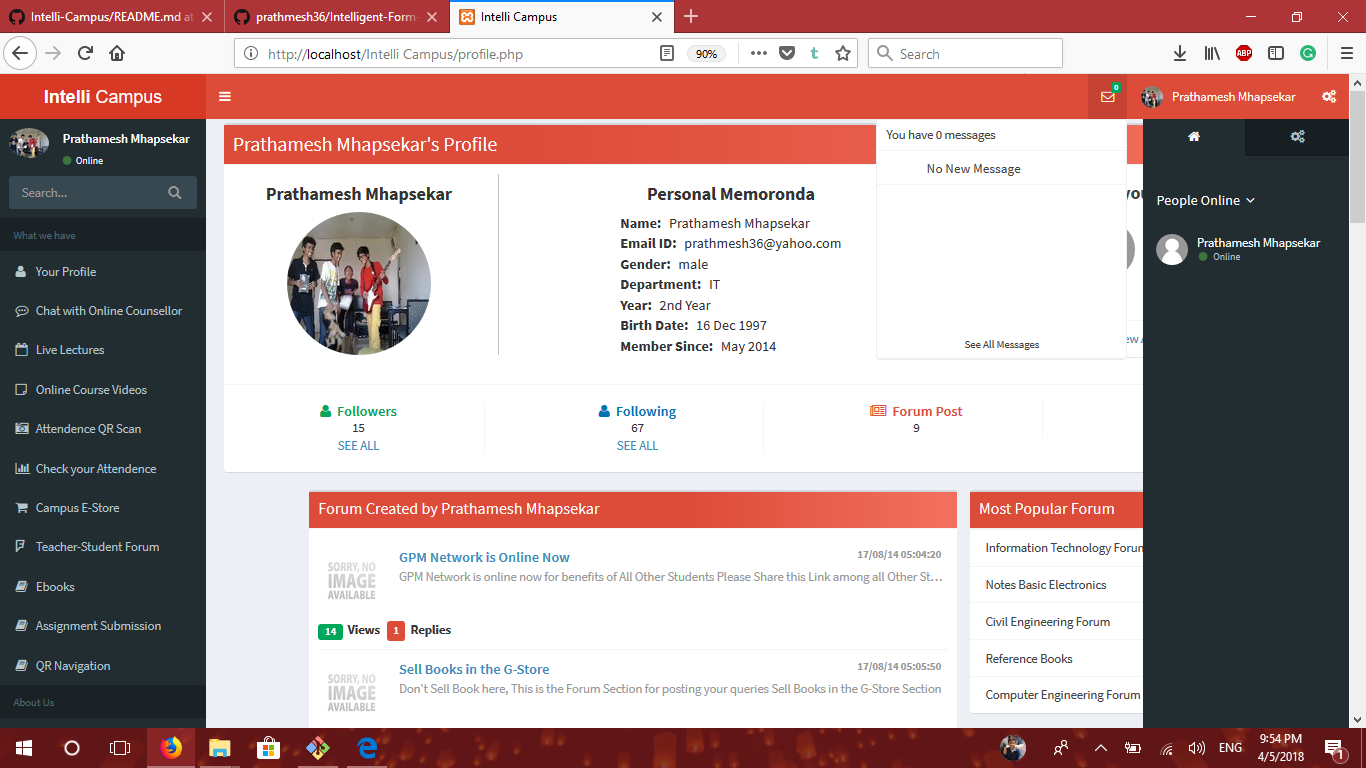 Intelli-Campus/README.md at
prathmesh36/Intelligent-Form-
Intelli Campus
http://localhost/Intelli Campus/profile.php
90%
Search
Intelli Campus
0
Prathamesh Mhapsekar
Prathamesh Mhapsekar
Online
Search...
What we have
Your Profile
Chat with Online Counsellor
Live Lectures
Online Course Videos
Attendence QR Scan
Check your Attendence
Campus E-Store
Teacher-Student Forum
Ebooks
Assignment Submission
QR Navigation
About Us
Prathamesh Mhapsekar's Profile
Prathamesh Mhapsekar
Personal Memoronda
Name: Prathamesh Mhapsekar
Email ID: prathmesh36@yahoo.com
Gender: male
Department: IT
Year: 2nd Year
Birth Date: 16 Dec 1997
Member Since: May 2014
You have 0 messages
No New Message
See All Messages
Followers
15
SEE ALL
Following
67
SEE ALL
Forum Post
9
Forum Created by Prathamesh Mhapsekar
SORRY, NO
IMAGE
AVAILABLE
GPM Network is Online Now
17/08/14 05:04:20
GPM Network is online now for benefits of All Other Students Please Share this Link among all Other St...
14 Views 1 Replies
SORRY, NO
IMAGE
AVAILABLE
Sell Books in the G-Store
17/08/14 05:05:50
Don't Sell Book here, This is the Forum Section for posting your queries Sell Books in the G-Store Section
Most Popular Forum
Information Technology Forum
Notes Basic Electronics
Civil Engineering Forum
Reference Books
Computer Engineering Forum
People Online
Prathamesh Mhapsekar
Online
ENG
9:54 PM
4/5/2018
1